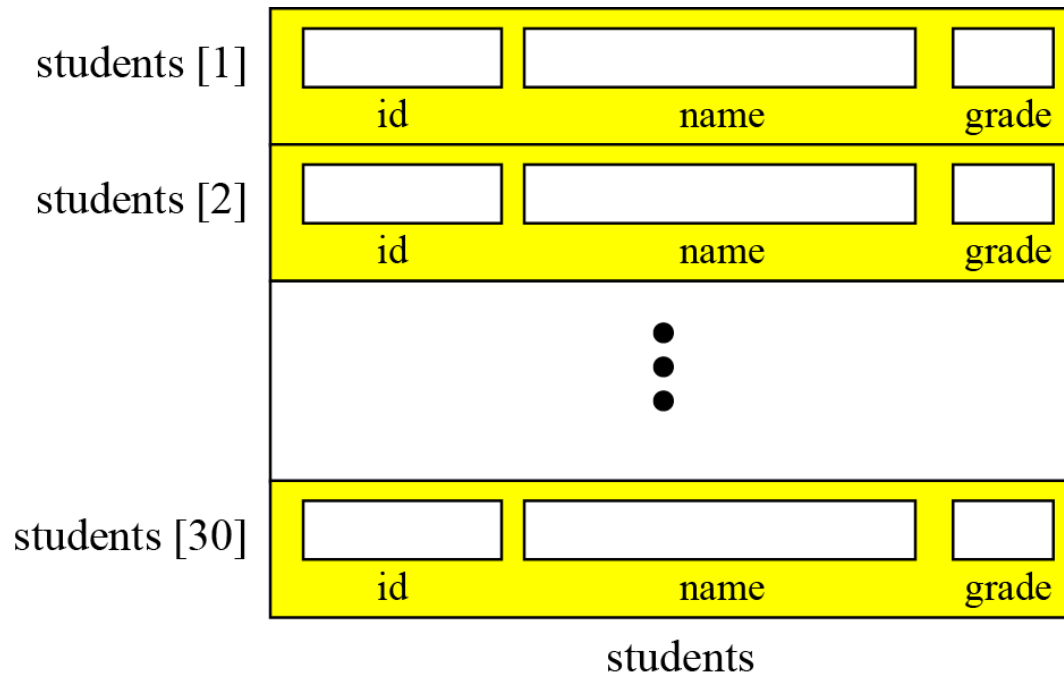 students [1]
id name grade
students [2]
id name grade
students [30]
id name grade
students